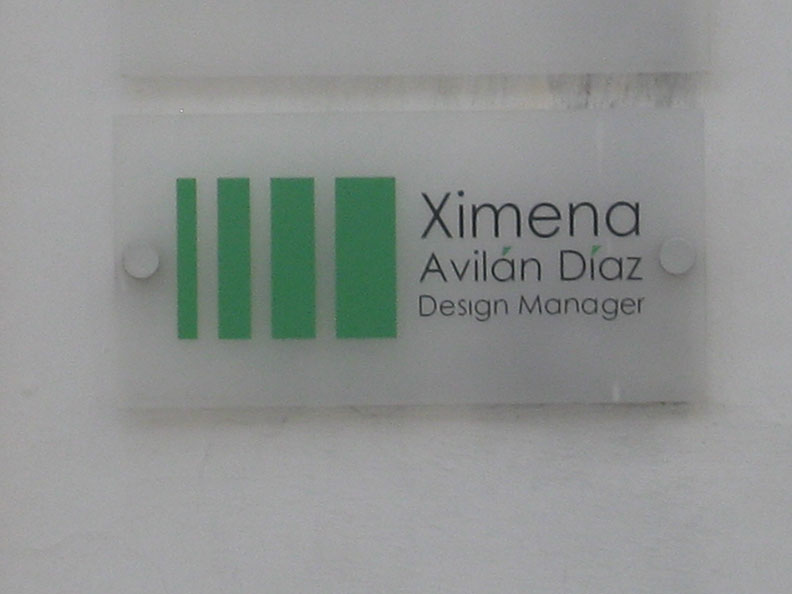 Ximena
Avilán Díaz
Design Manager